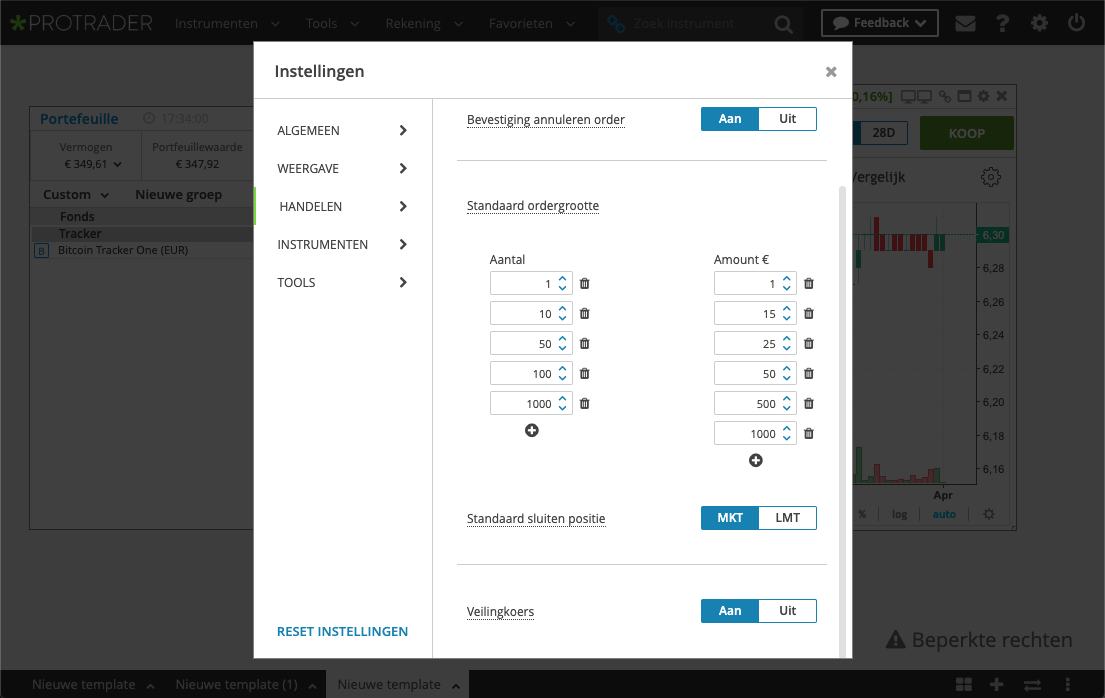 PROTRADER
Instrumenten
Tools
Rekening
Favorieten
Zoek instrument
Feedback
Instellingen
ALGEMEEN
WEERGAVE
HANDELEN
INSTRUMENTEN
TOOLS
RESET INSTELLINGEN
Bevestiging annuleren order
Aan Uit
Standaard ordergrootte
Aantal
1
10
50
100
1000
Amount €
1
15
25
50
500
1000
Standaard sluiten positie
MKT LMT
Veilingkoers
Aan Uit
Portefeuille 17:34:00
Vermogen
€ 349,61
Portfeuillewaarde
€ 347,92
Custom Nieuwe groep
Fonds
Tracker
B Bitcoin Tracker One (EUR)
0,16%]
28D KOOP
Vergelijk
6,30
6,28
6,26
6,24
6,22
6,20
6,18
6,16
Apr
% log auto
Beperkte rechten
Nieuwe template
Nieuwe template (1)
Nieuwe template